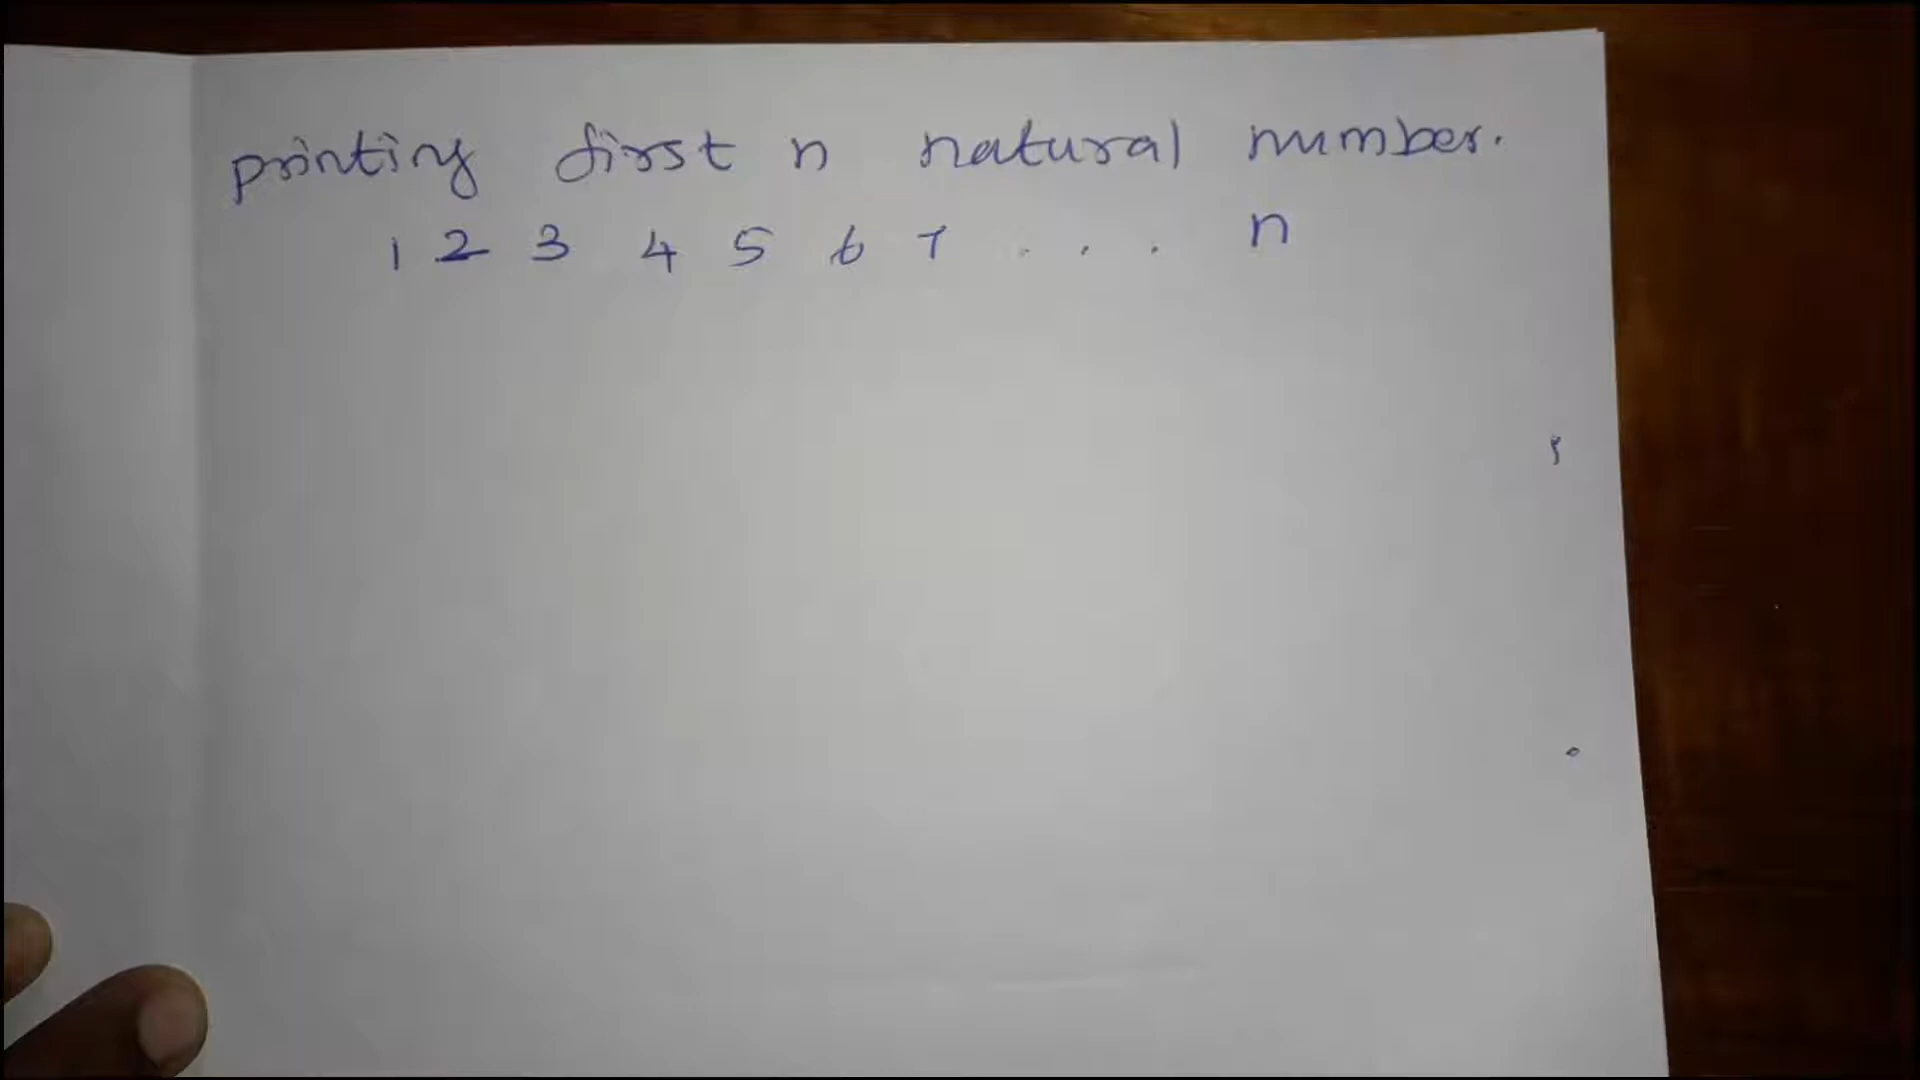 printing first n natural number.
1 2 3 4 5 6 7 . . . n